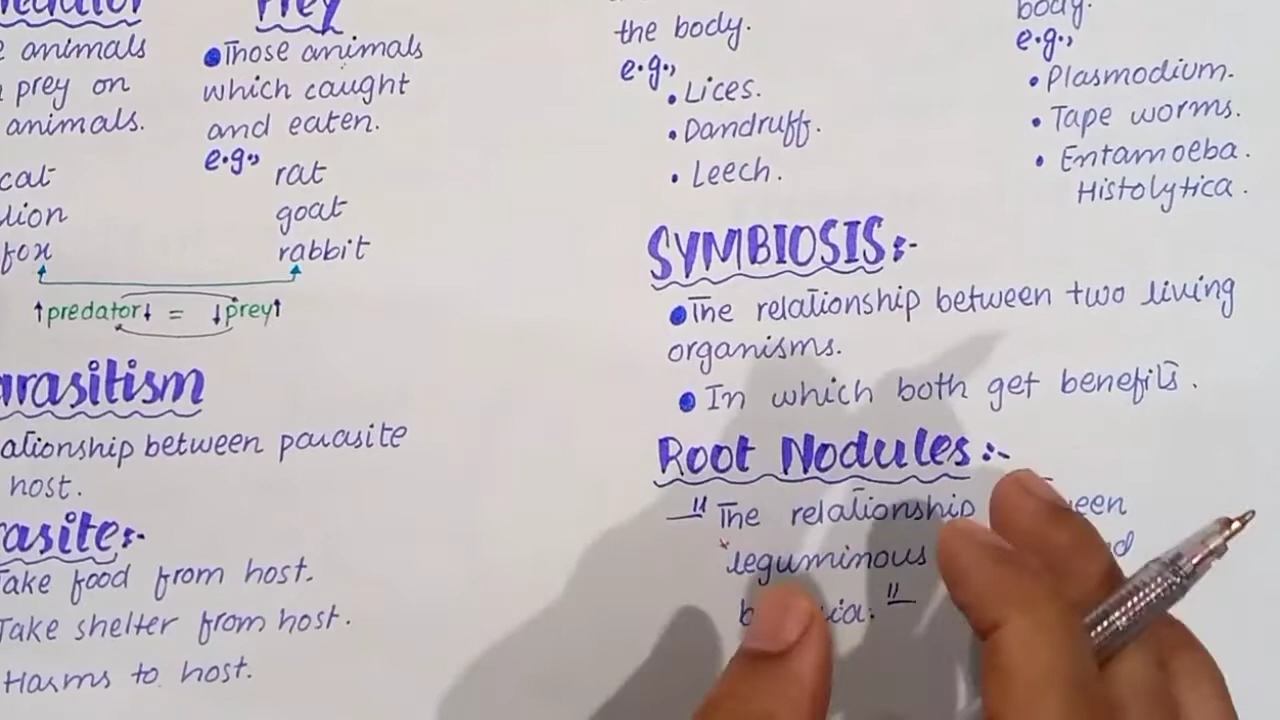 Prey
animals
prey on
animals.
cat
lion
fox
Those animals
which caught
and eaten.
e.g.,
rat
goat
rabbit
↑predator↓ = ↓prey↑
Parasitism
relationship between parasite
host.
Parasite:-
Take food from host.
Take shelter from host.
Harms to host.
the body.
e.g.,
• Lices.
• Dandruff.
• Leech.
body.
e.g.,
• Plasmodium.
• Tape worms.
• Entamoeba.
Histolytica.
SYMBIOSIS:-
The relationship between two living
organisms.
In which both get benefits.
Root Nodules:-
"The relationship
leguminous